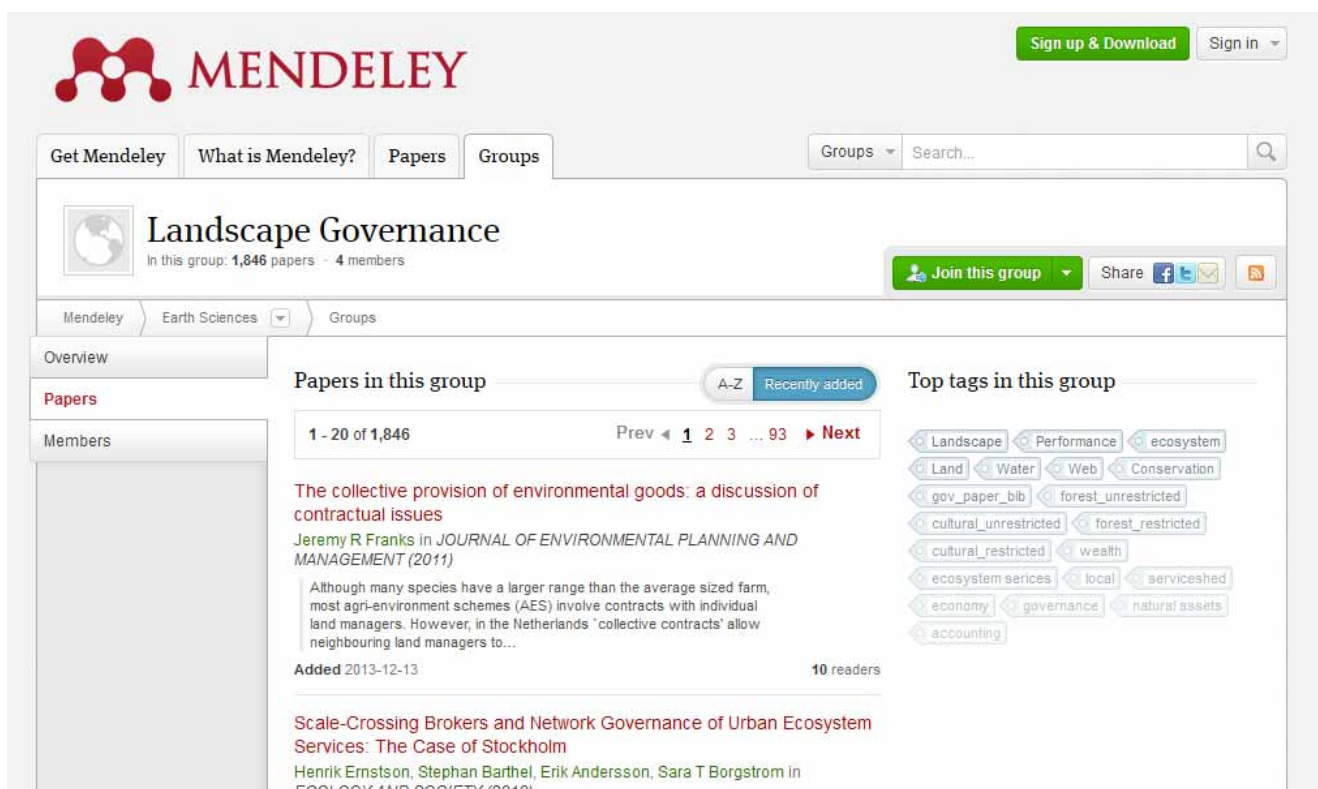 MENDELEY
Sign up & Download
Sign in
Get Mendeley
What is Mendeley?
Papers
Groups
Groups
Search...
Landscape Governance
In this group: 1,846 papers · 4 members
Join this group
Share
Mendeley
Earth Sciences
Groups
Overview
Papers
Members
Papers in this group
A-Z
Recently added
1 - 20 of 1,846
Prev 1 2 3 ... 93 Next
The collective provision of environmental goods: a discussion of
contractual issues
Jeremy R Franks in JOURNAL OF ENVIRONMENTAL PLANNING AND
MANAGEMENT (2011)
Although many species have a larger range than the average sized farm,
most agri-environment schemes (AES) involve contracts with individual
land managers. However, in the Netherlands `collective contracts' allow
neighbouring land managers to...
Added 2013-12-13
10 readers
Scale-Crossing Brokers and Network Governance of Urban Ecosystem
Services: The Case of Stockholm
Henrik Ernstson, Stephan Barthel, Erik Andersson, Sara T Borgstrom in
Top tags in this group
Landscape Performance ecosystem
Land Water Web Conservation
gov_paper_bib forest_unrestricted
cultural_unrestricted forest_restricted
cultural_restricted wealth
ecosystem serices local serviceshed
economy governance natural assets
accounting